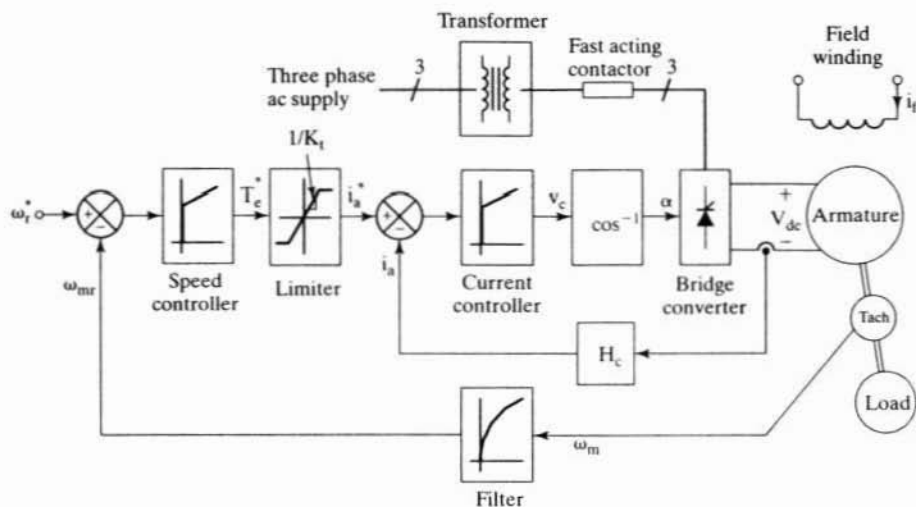 Transformer
3
Fast acting
contactor
3
Field
winding
Three phase
ac supply
i_f
1/K_t
ω_r*
+
−
T_e*
i_a*
+
−
v_c
cos⁻¹
α
+
V_dc
−
Armature
i_a
ω_mr
Speed
controller
Limiter
Current
controller
Bridge
converter
Tach
H_c
Load
ω_m
Filter